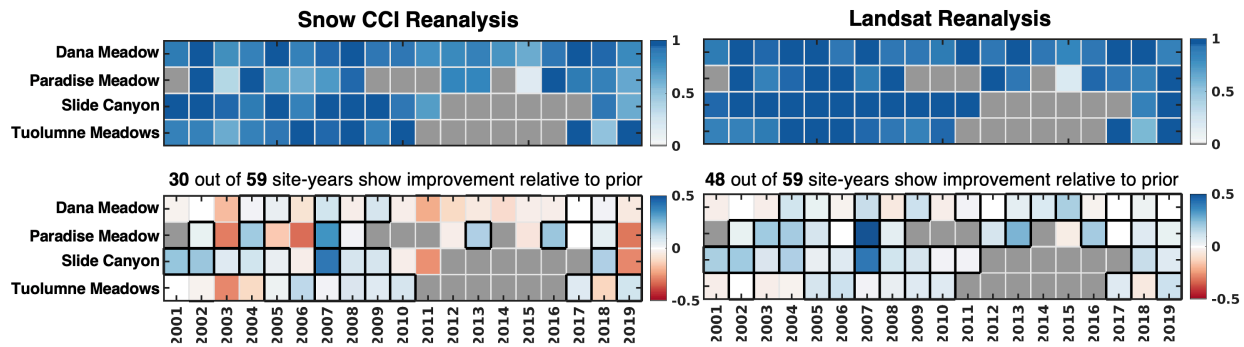 Snow CCI Reanalysis
Landsat Reanalysis
Dana Meadow
Paradise Meadow
Slide Canyon
Tuolumne Meadows
1
0.5
0
1
0.5
0
30 out of 59 site-years show improvement relative to prior
48 out of 59 site-years show improvement relative to prior
Dana Meadow
Paradise Meadow
Slide Canyon
Tuolumne Meadows
0.5
0
-0.5
0.5
0
-0.5
2001 2002 2003 2004 2005 2006 2007 2008 2009 2010 2011 2012 2013 2014 2015 2016 2017 2018 2019
2001 2002 2003 2004 2005 2006 2007 2008 2009 2010 2011 2012 2013 2014 2015 2016 2017 2018 2019